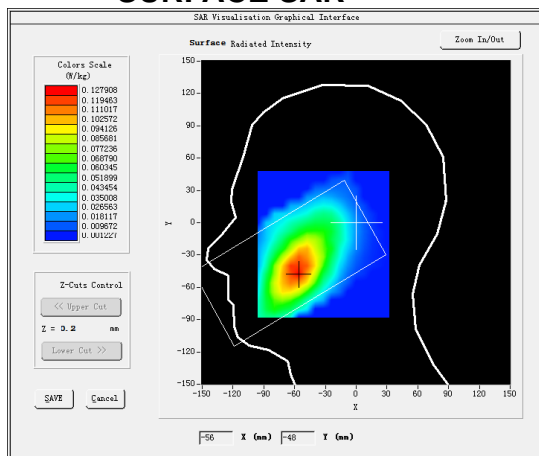 SURFACE SAR
SAR Visualisation Graphical Interface
Surface Radiated Intensity
Zoom In/Out
Colors Scale
(W/kg)
0.127908
0.119463
0.111017
0.102572
0.094126
0.085681
0.077236
0.068790
0.060345
0.051899
0.043454
0.035008
0.026563
0.018117
0.009672
0.001227
Z-Cuts Control
<< Upper Cut
Z = 0.2 mm
Lower Cut >>
SAVE Cancel
150
120
90
60
30
0
-30
-60
-90
-120
-150
Y
-150 -120 -90 -60 -30 0 30 60 90 120 150
X
-56 X (mm) -48 Y (mm)